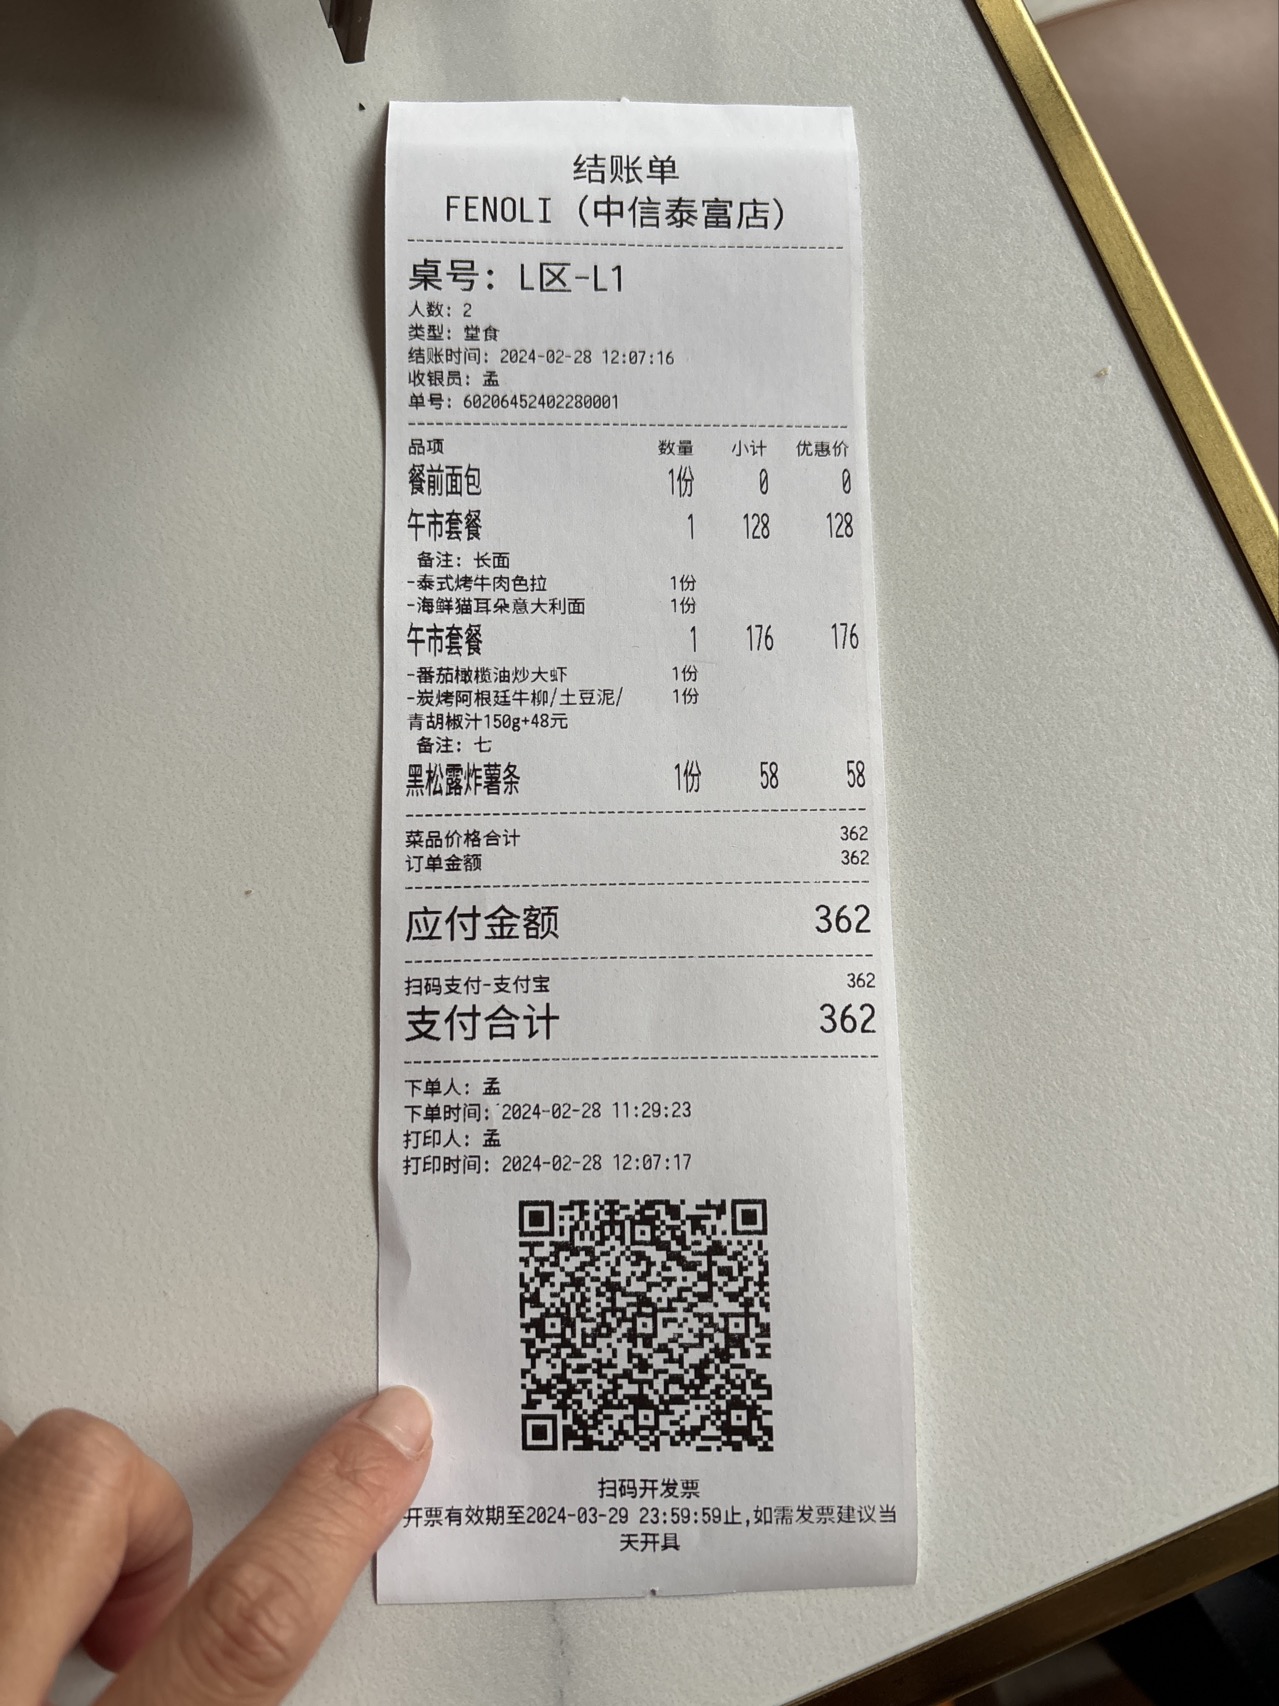 结账单
FENOLI（中信泰富店）
桌号：L区-L1
人数：2
类型：堂食
结账时间：2024-02-28 12:07:16
收银员：孟
单号：60206452402280001
品项 数量 小计 优惠价
餐前面包 1份 0 0
午市套餐 1 128 128
备注：长面
-泰式烤牛肉色拉 1份
-海鲜猫耳朵意大利面 1份
午市套餐 1 176 176
-番茄橄榄油炒大虾 1份
-炭烤阿根廷牛柳/土豆泥/ 1份
青胡椒汁150g+48元
备注：七
黑松露炸薯条 1份 58 58
菜品价格合计 362
订单金额 362
应付金额 362
扫码支付-支付宝 362
支付合计 362
下单人：孟
下单时间：2024-02-28 11:29:23
打印人：孟
打印时间：2024-02-28 12:07:17
扫码开发票
开票有效期至2024-03-29 23:59:59止,如需发票建议当
天开具